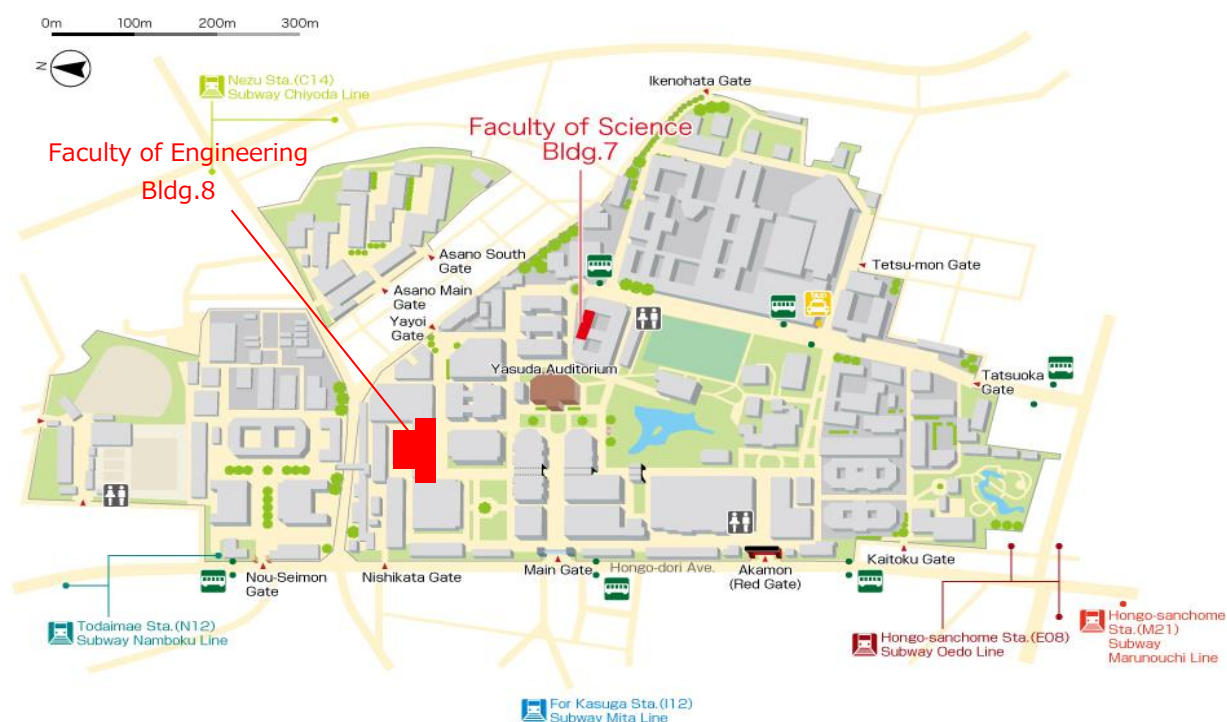 0m 100m 200m 300m
N
Nezu Sta.(C14)
Subway Chiyoda Line
Ikenohata Gate
Faculty of Science
Bldg.7
Faculty of Engineering
Bldg.8
Asano South
Gate
Tetsu-mon Gate
Asano Main
Gate
TAXI
Yayoi
Gate
Yasuda Auditorium
Tatsuoka
Gate
Nou-Seimon
Gate
Nishikata Gate
Main Gate
Hongo-dori Ave.
Akamon
(Red Gate)
Kaitoku Gate
Todaimae Sta.(N12)
Subway Namboku Line
Hongo-sanchome Sta.(E08)
Subway Oedo Line
Hongo-sanchome
Sta.(M21)
Subway
Marunouchi Line
For Kasuga Sta.(I12)
Subway Mita Line